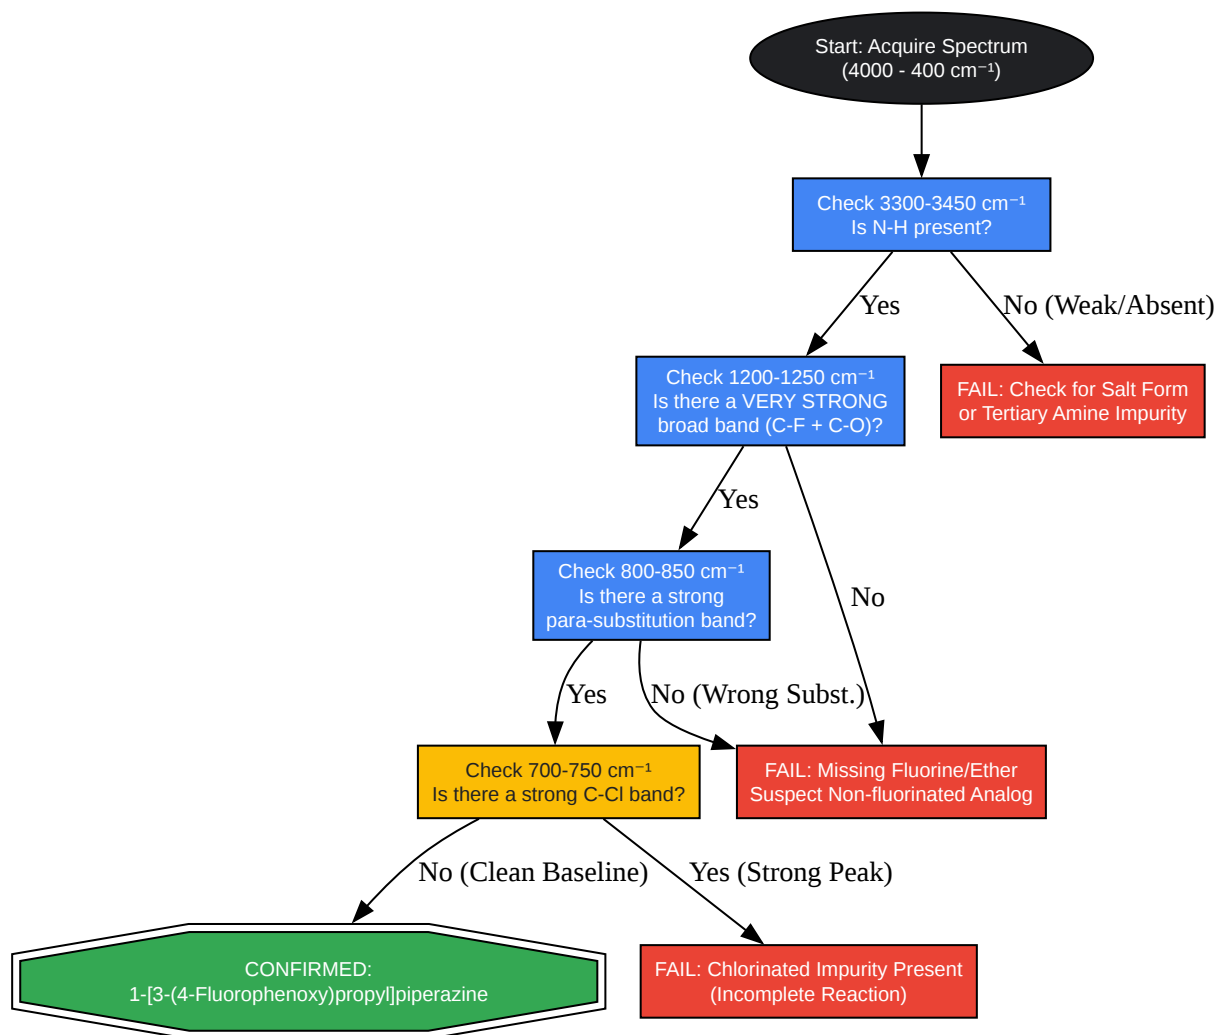 Start: Acquire Spectrum
(4000 - 400 cm⁻¹)
Check 3300-3450 cm⁻¹
Is N-H present?
Yes
No (Weak/Absent)
Check 1200-1250 cm⁻¹
Is there a VERY STRONG
broad band (C-F + C-O)?
FAIL: Check for Salt Form
or Tertiary Amine Impurity
Yes
No
Check 800-850 cm⁻¹
Is there a strong
para-substitution band?
Yes
No (Wrong Subst.)
Check 700-750 cm⁻¹
Is there a strong C-Cl band?
FAIL: Missing Fluorine/Ether
Suspect Non-fluorinated Analog
No (Clean Baseline)
Yes (Strong Peak)
CONFIRMED:
1-[3-(4-Fluorophenoxy)propyl]piperazine
FAIL: Chlorinated Impurity Present
(Incomplete Reaction)